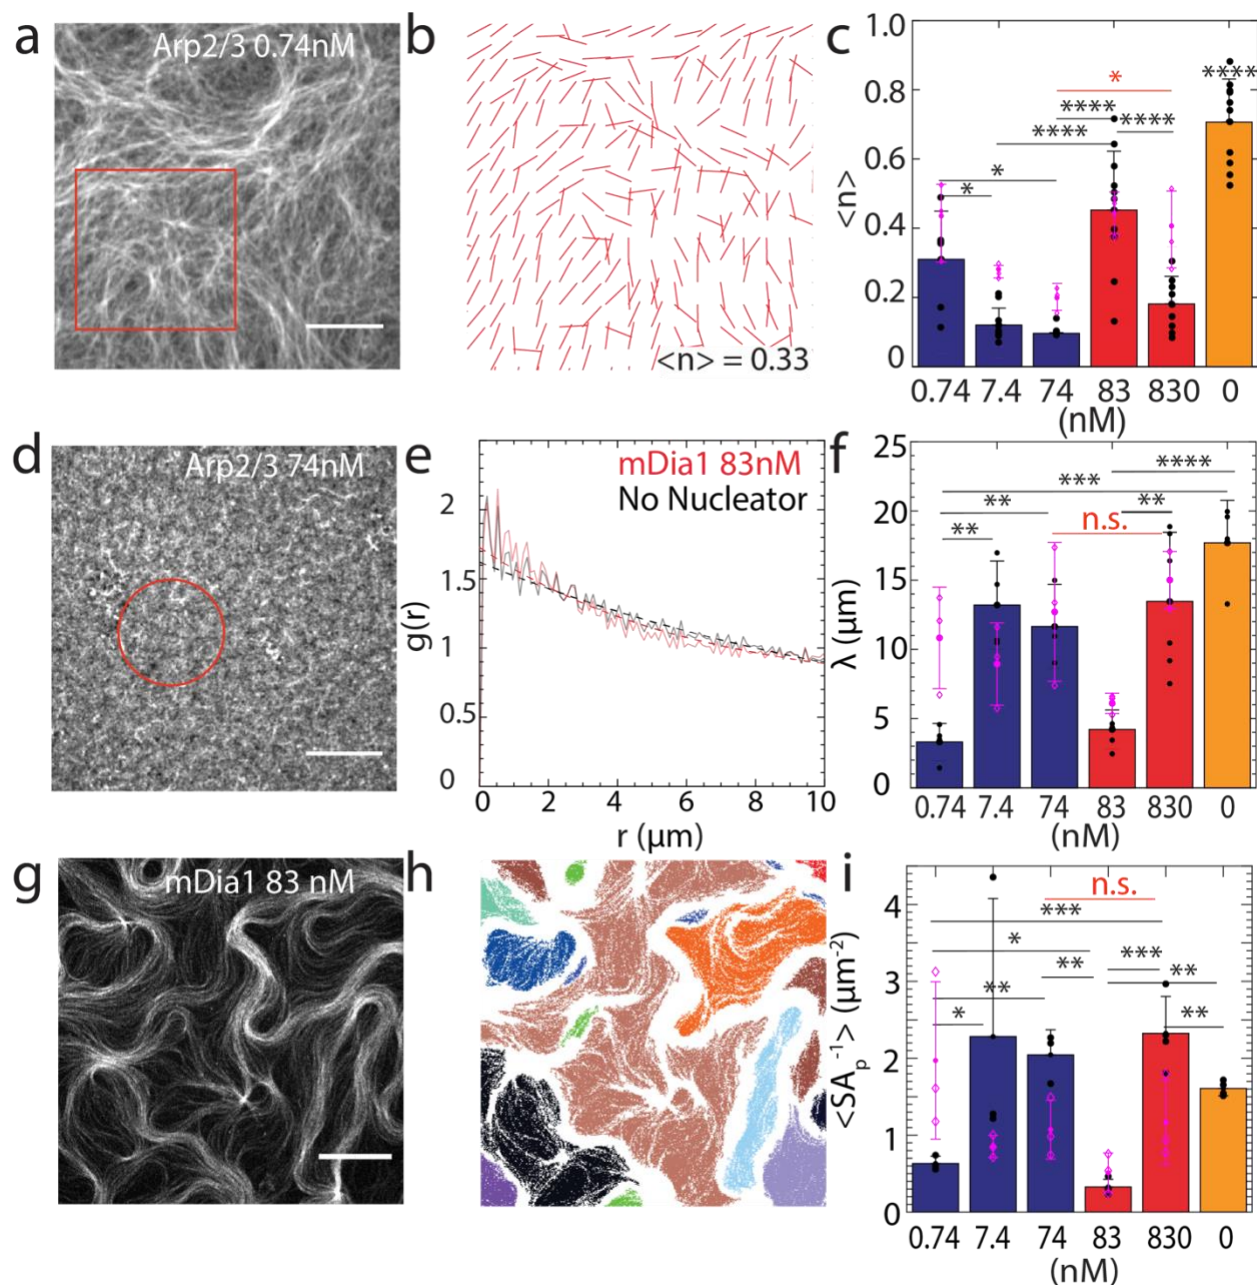 a
Arp2/3 0.74nM
b
<n> = 0.33
c
<n>
1.0
0.8
0.6
0.4
0.2
0
*
****
****
****
****
*
*
0.74 7.4 74 83 830 0
(nM)
d
Arp2/3 74nM
e
mDia1 83nM
No Nucleator
g(r)
2
1.5
1
0.5
0
0 2 4 6 8 10
r (μm)
f
λ (μm)
25
20
15
10
5
0
****
***
**
**
n.s.
**
0.74 7.4 74 83 830 0
(nM)
g
mDia1 83 nM
h
i
<SAp⁻¹> (μm⁻²)
4
3
2
1
0
n.s.
***
*
***
**
**
**
*
**
0.74 7.4 74 83 830 0
(nM)